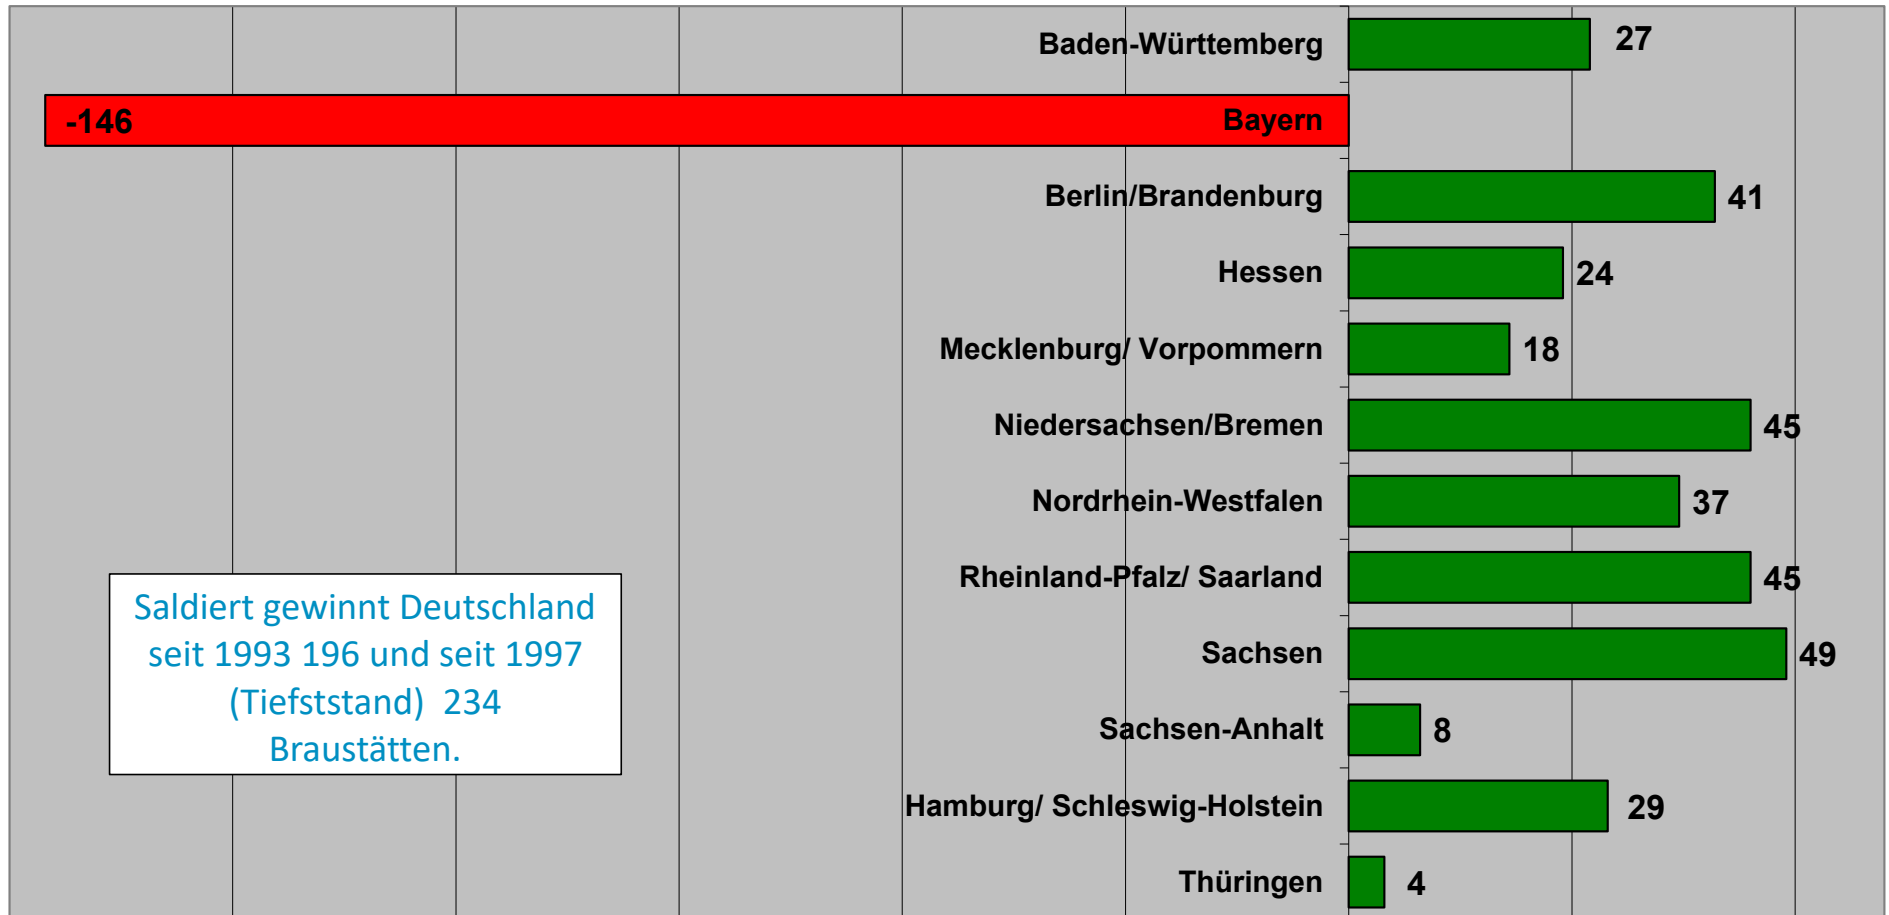 Baden-Württemberg 27
-146 Bayern
Berlin/Brandenburg 41
Hessen 24
Mecklenburg/ Vorpommern 18
Niedersachsen/Bremen 45
Nordrhein-Westfalen 37
Rheinland-Pfalz/ Saarland 45
Sachsen 49
Sachsen-Anhalt 8
Hamburg/ Schleswig-Holstein 29
Thüringen 4
Saldiert gewinnt Deutschland
seit 1993 196 und seit 1997
(Tiefststand) 234
Braustätten.